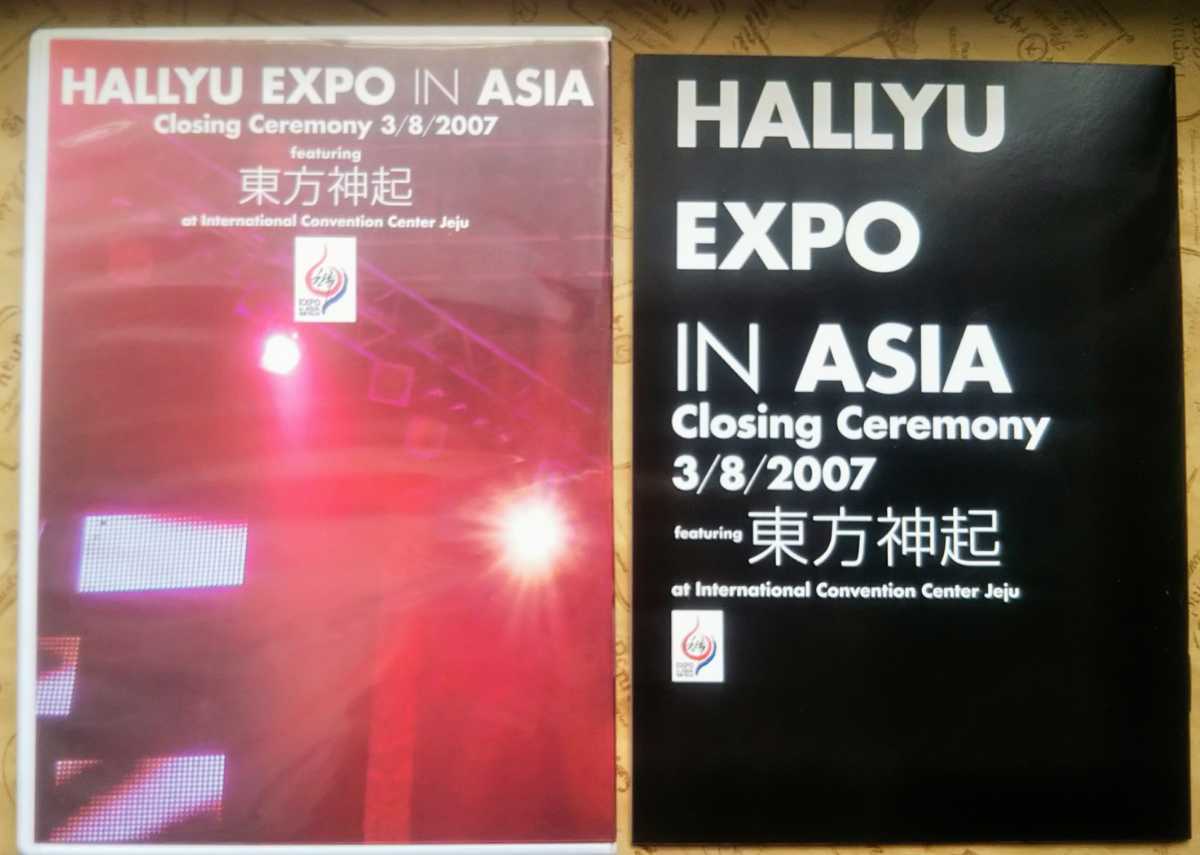 HALLYU EXPO IN ASIA
Closing Ceremony 3/8/2007
featuring
東方神起
at International Convention Center Jeju
EXPO
HALLYU
EXPO
IN ASIA
Closing Ceremony
3/8/2007
featuring 東方神起
at International Convention Center Jeju
EXPO